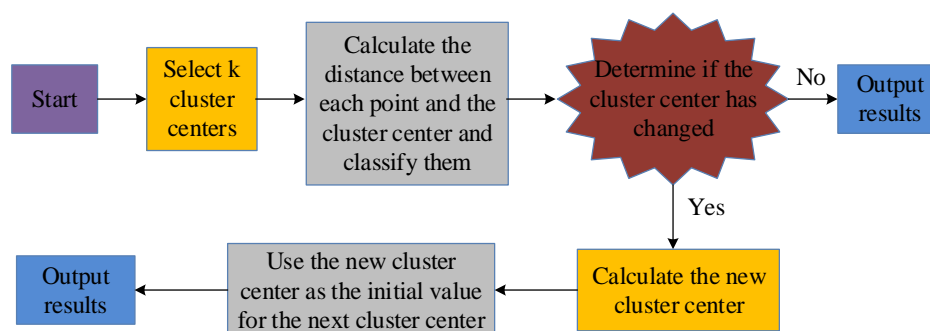 Start
Select k
cluster
centers
Calculate the
distance between
each point and the
cluster center and
classify them
Determine if the
cluster center has
changed
No
Output
results
Yes
Calculate the new
cluster center
Use the new cluster
center as the initial value
for the next cluster center
Output
results